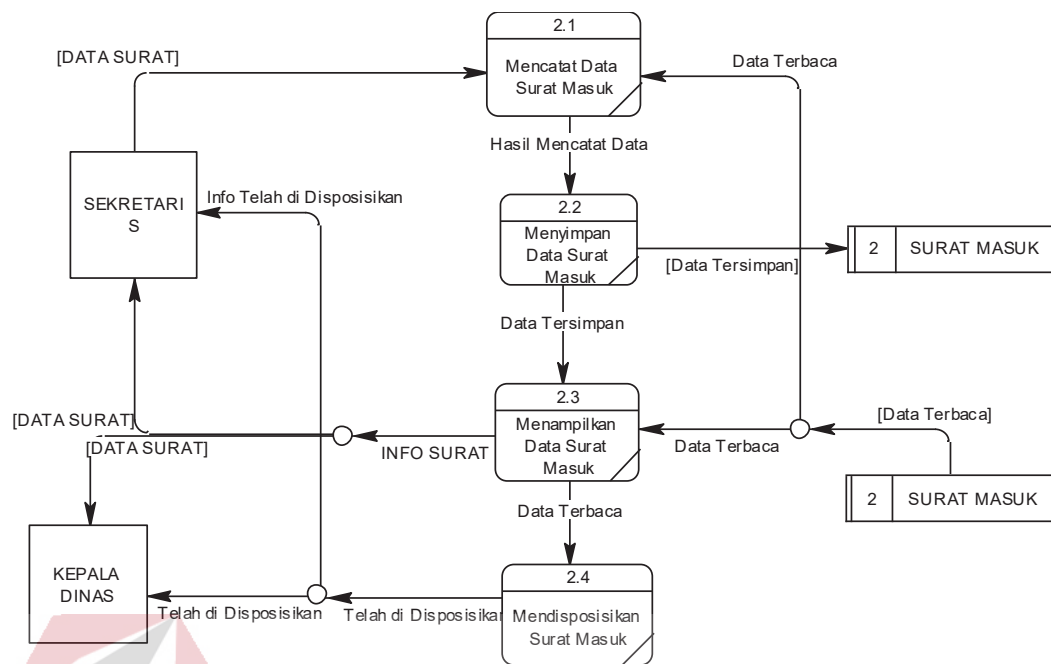 2.1
[DATA SURAT]
Mencatat Data
Surat Masuk
Data Terbaca
Hasil Mencatat Data
SEKRETARI
S
Info Telah di Disposisikan
2.2
Menyimpan
Data Surat
Masuk
[Data Tersimpan]
2 SURAT MASUK
Data Tersimpan
2.3
Menampilkan
Data Surat
Masuk
[DATA SURAT]
[DATA SURAT]
INFO SURAT
Data Terbaca
[Data Terbaca]
2 SURAT MASUK
Data Terbaca
KEPALA
DINAS
2.4
Mendisposisikan
Surat Masuk
Telah di Disposisikan
Telah di Disposisikan